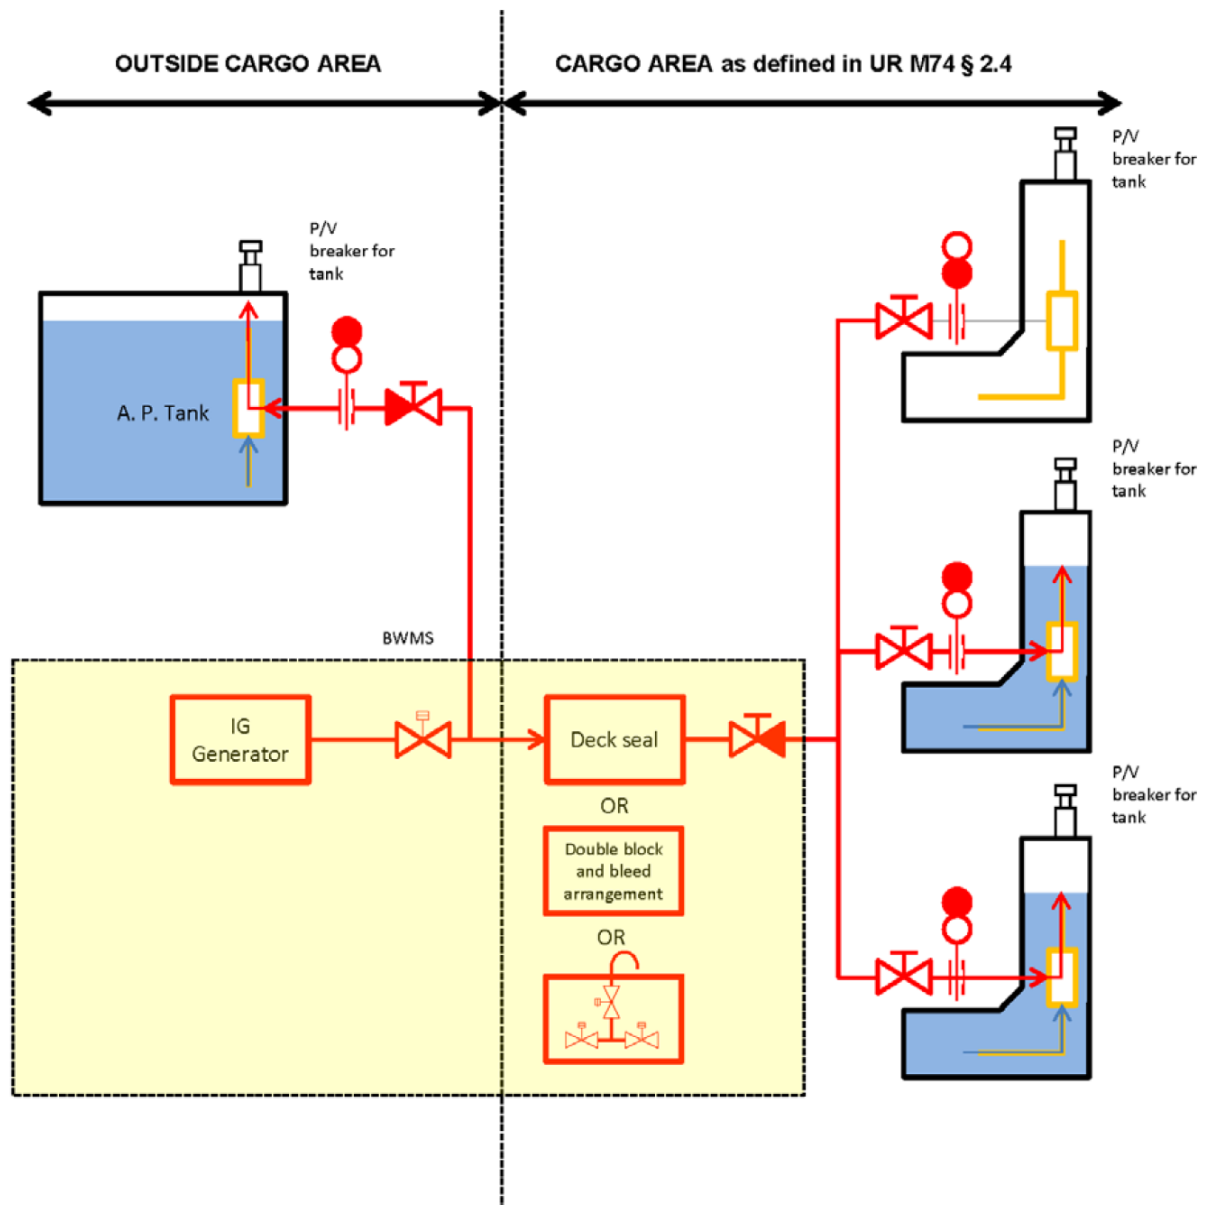 OUTSIDE CARGO AREA
CARGO AREA as defined in UR M74 § 2.4
P/V
breaker for
tank
P/V
breaker for
tank
A. P. Tank
P/V
breaker for
tank
BWMS
IG
Generator
Deck seal
OR
Double block
and bleed
arrangement
OR
P/V
breaker for
tank